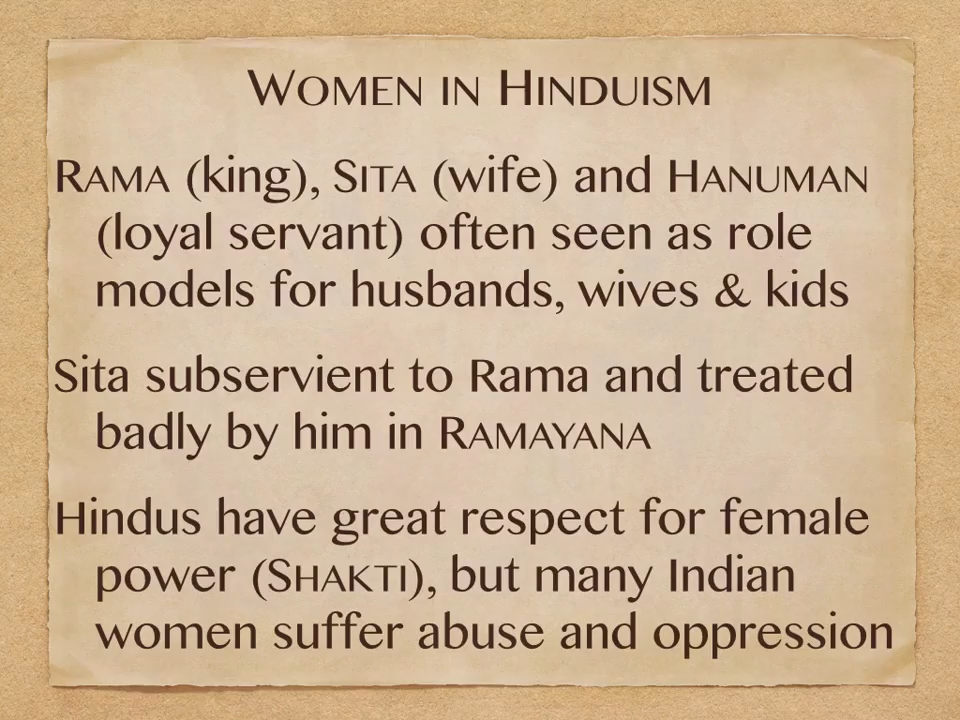 WOMEN IN HINDUISM
RAMA (king), SITA (wife) and HANUMAN
(loyal servant) often seen as role
models for husbands, wives & kids
Sita subservient to Rama and treated
badly by him in RAMAYANA
Hindus have great respect for female
power (SHAKTI), but many Indian
women suffer abuse and oppression